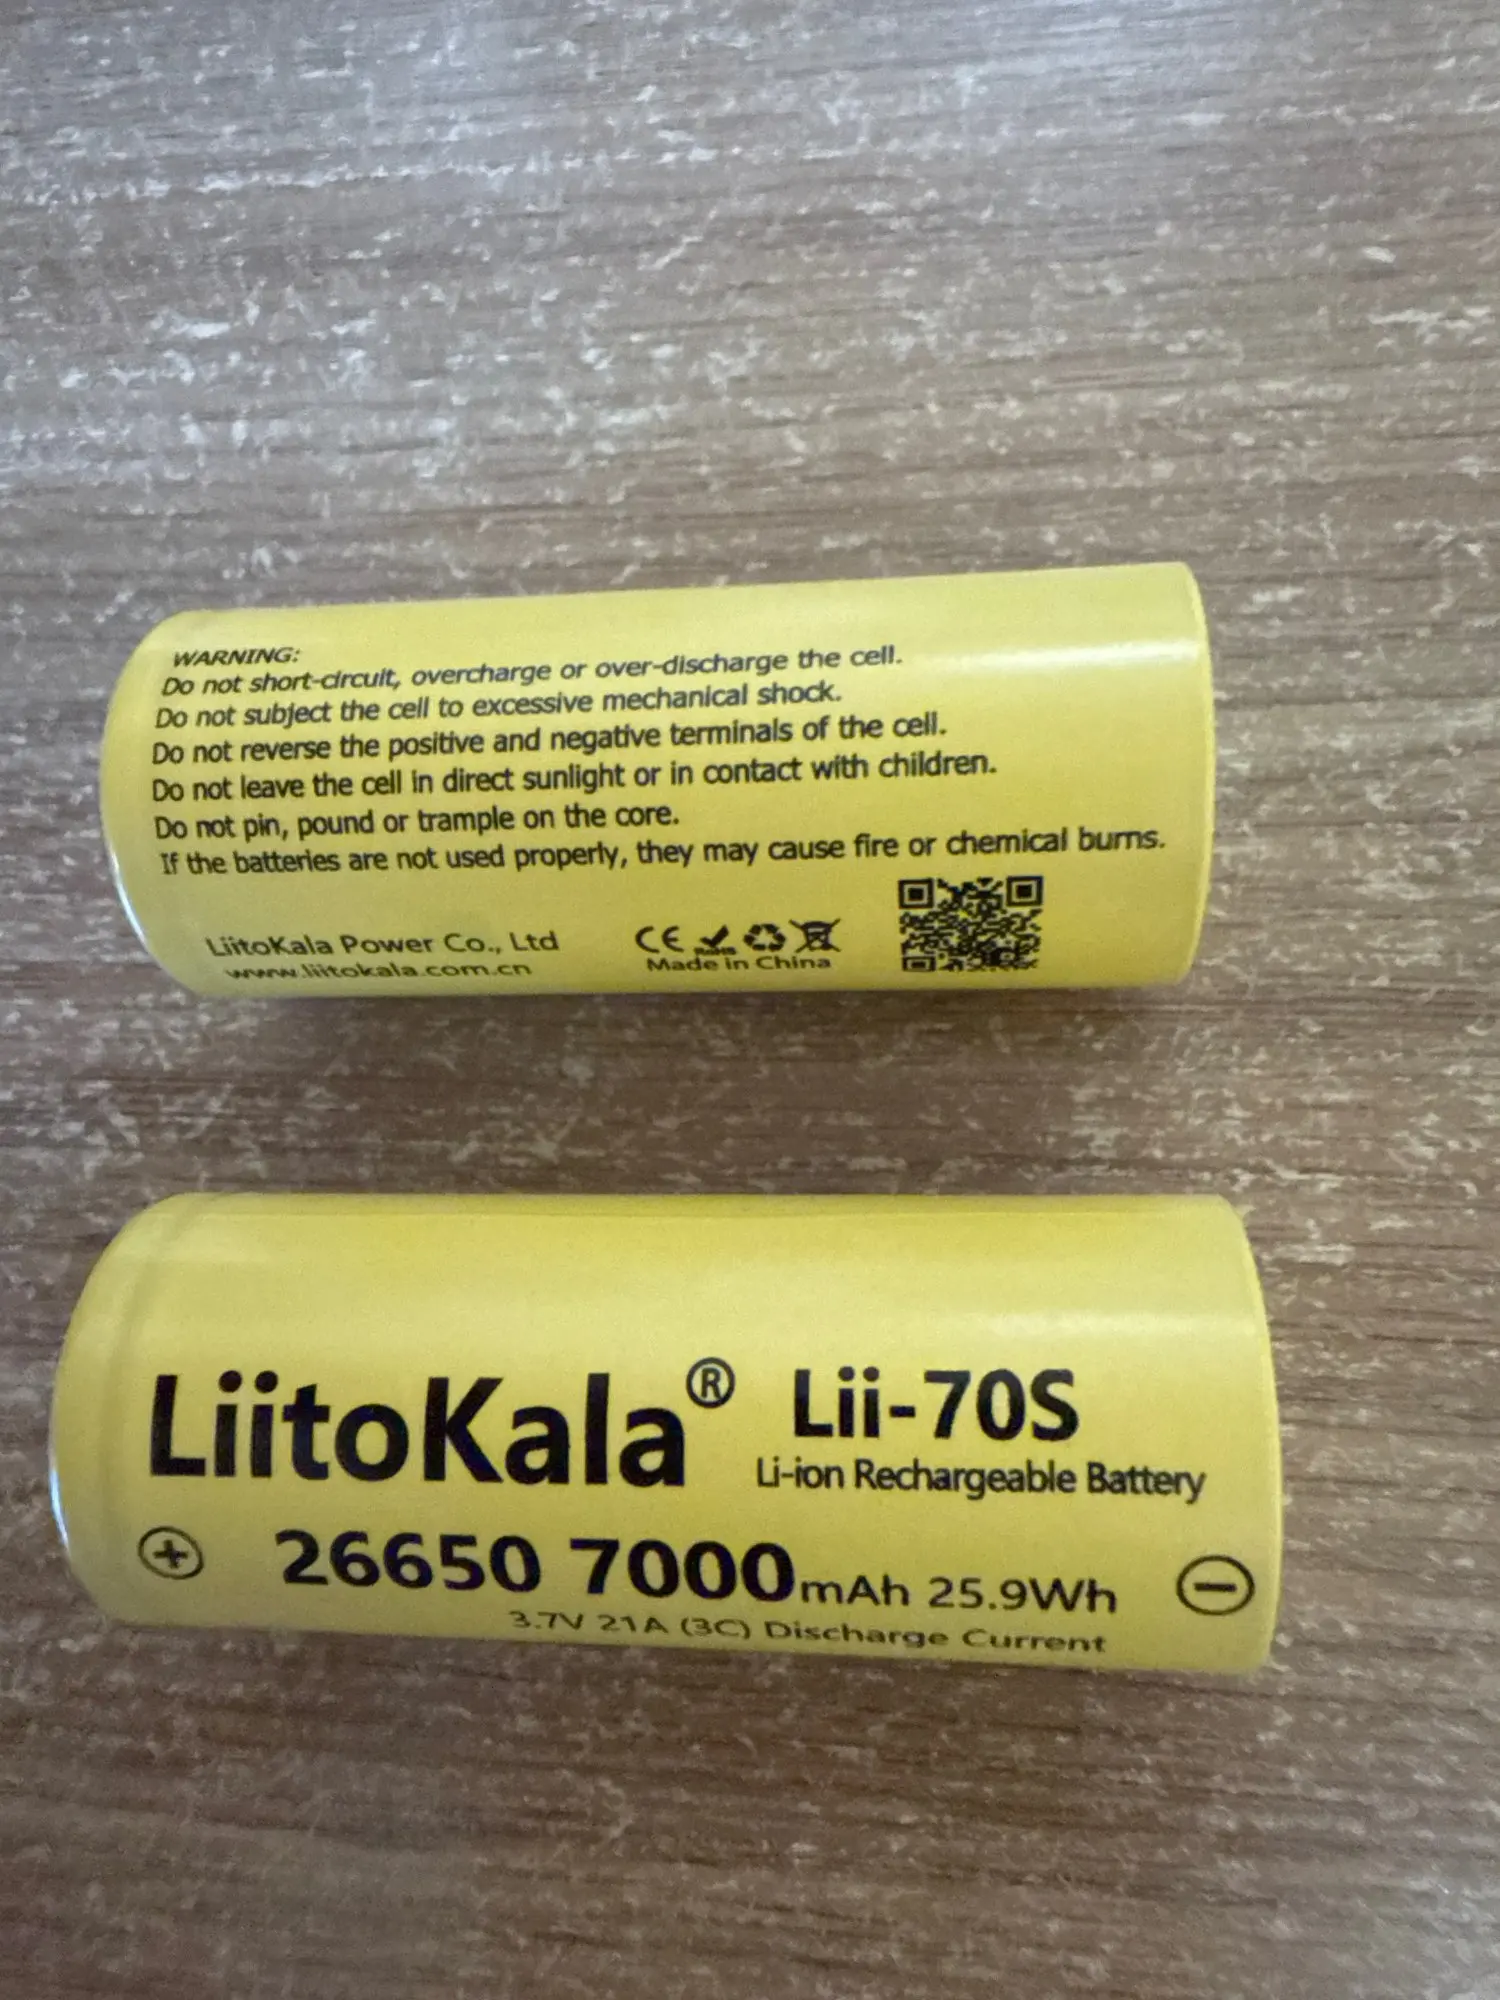 WARNING:
Do not short-circuit, overcharge or over-discharge the cell.
Do not subject the cell to excessive mechanical shock.
Do not reverse the positive and negative terminals of the cell.
Do not leave the cell in direct sunlight or in contact with children.
Do not pin, pound or trample on the core.
If the batteries are not used properly, they may cause fire or chemical burns.
LiitoKala Power Co., Ltd
www.liitokala.com.cn
CE RoHS
Made in China
LiitoKala® Lii-70S
Li-ion Rechargeable Battery
+ 26650 7000mAh 25.9Wh −
3.7V 21A (3C) Discharge Current